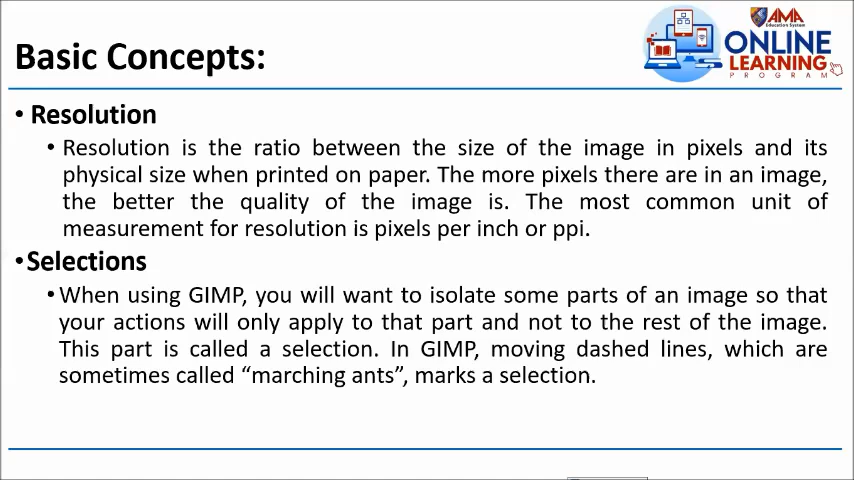 AMA
Education System
ONLINE
LEARNING
PROGRAM
Basic Concepts:
• Resolution
• Resolution is the ratio between the size of the image in pixels and its
physical size when printed on paper. The more pixels there are in an image,
the better the quality of the image is. The most common unit of
measurement for resolution is pixels per inch or ppi.
•Selections
•When using GIMP, you will want to isolate some parts of an image so that
your actions will only apply to that part and not to the rest of the image.
This part is called a selection. In GIMP, moving dashed lines, which are
sometimes called “marching ants”, marks a selection.